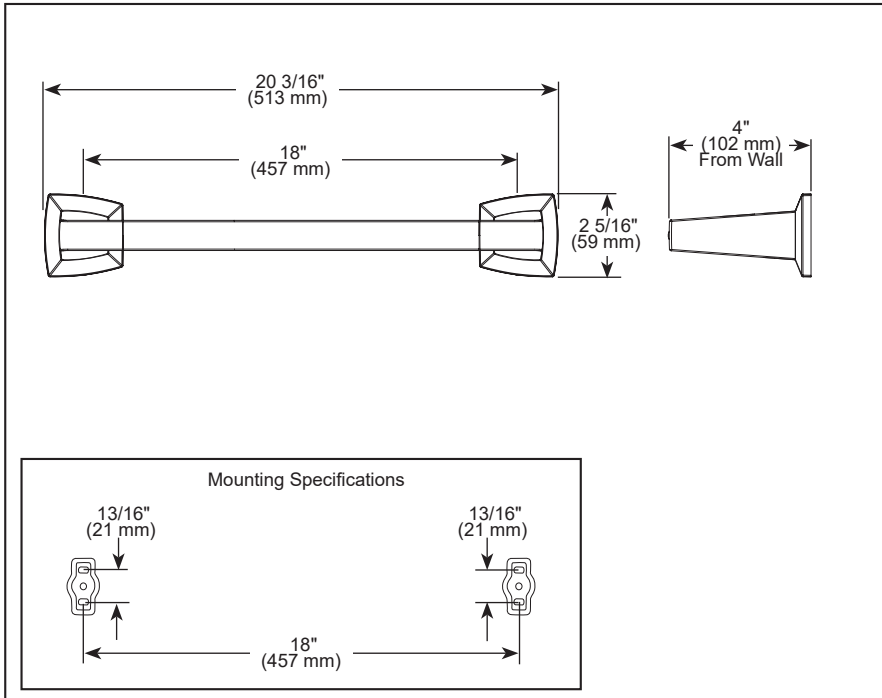 20 3/16"
(513 mm)
18"
(457 mm)
4"
(102 mm)
From Wall
2 5/16"
(59 mm)
Mounting Specifications
13/16"
(21 mm)
13/16"
(21 mm)
18"
(457 mm)